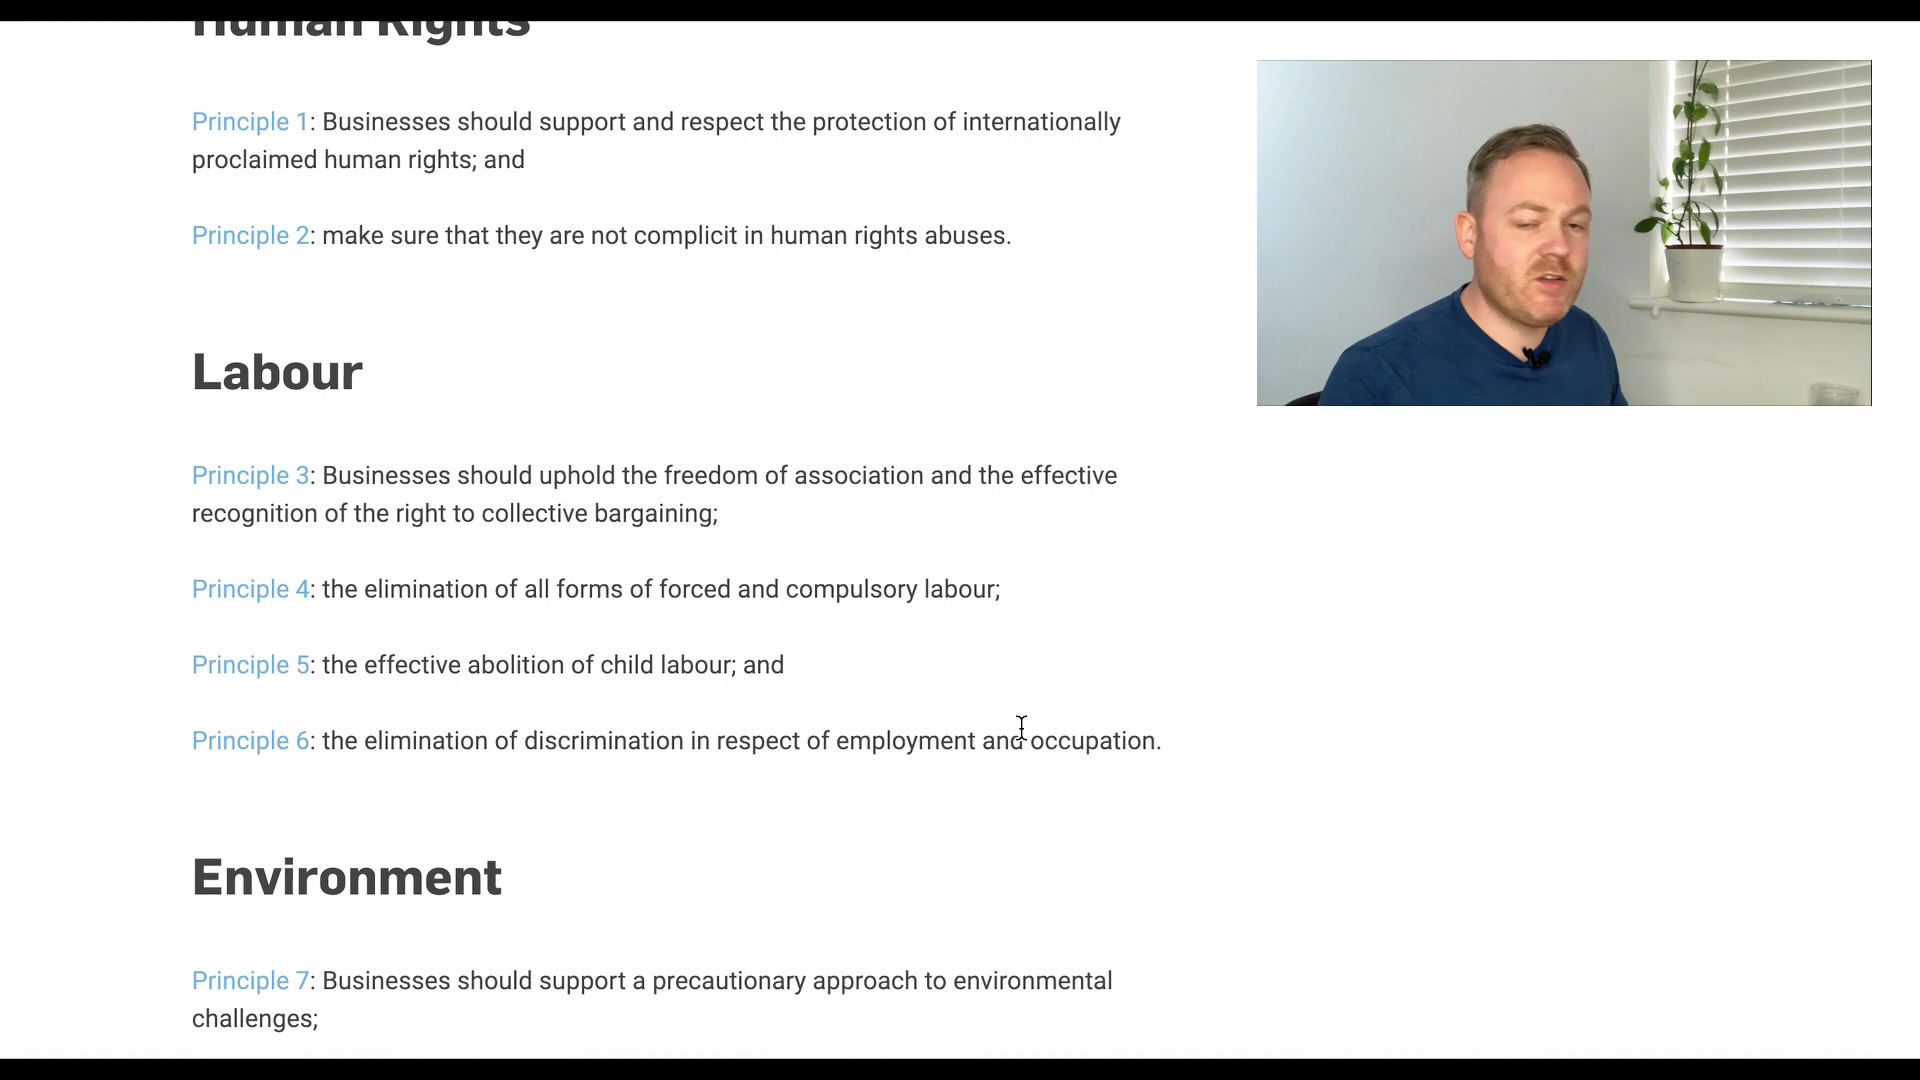 Human Rights
Principle 1: Businesses should support and respect the protection of internationally
proclaimed human rights; and
Principle 2: make sure that they are not complicit in human rights abuses.
Labour
Principle 3: Businesses should uphold the freedom of association and the effective
recognition of the right to collective bargaining;
Principle 4: the elimination of all forms of forced and compulsory labour;
Principle 5: the effective abolition of child labour; and
Principle 6: the elimination of discrimination in respect of employment and occupation.
Environment
Principle 7: Businesses should support a precautionary approach to environmental
challenges;